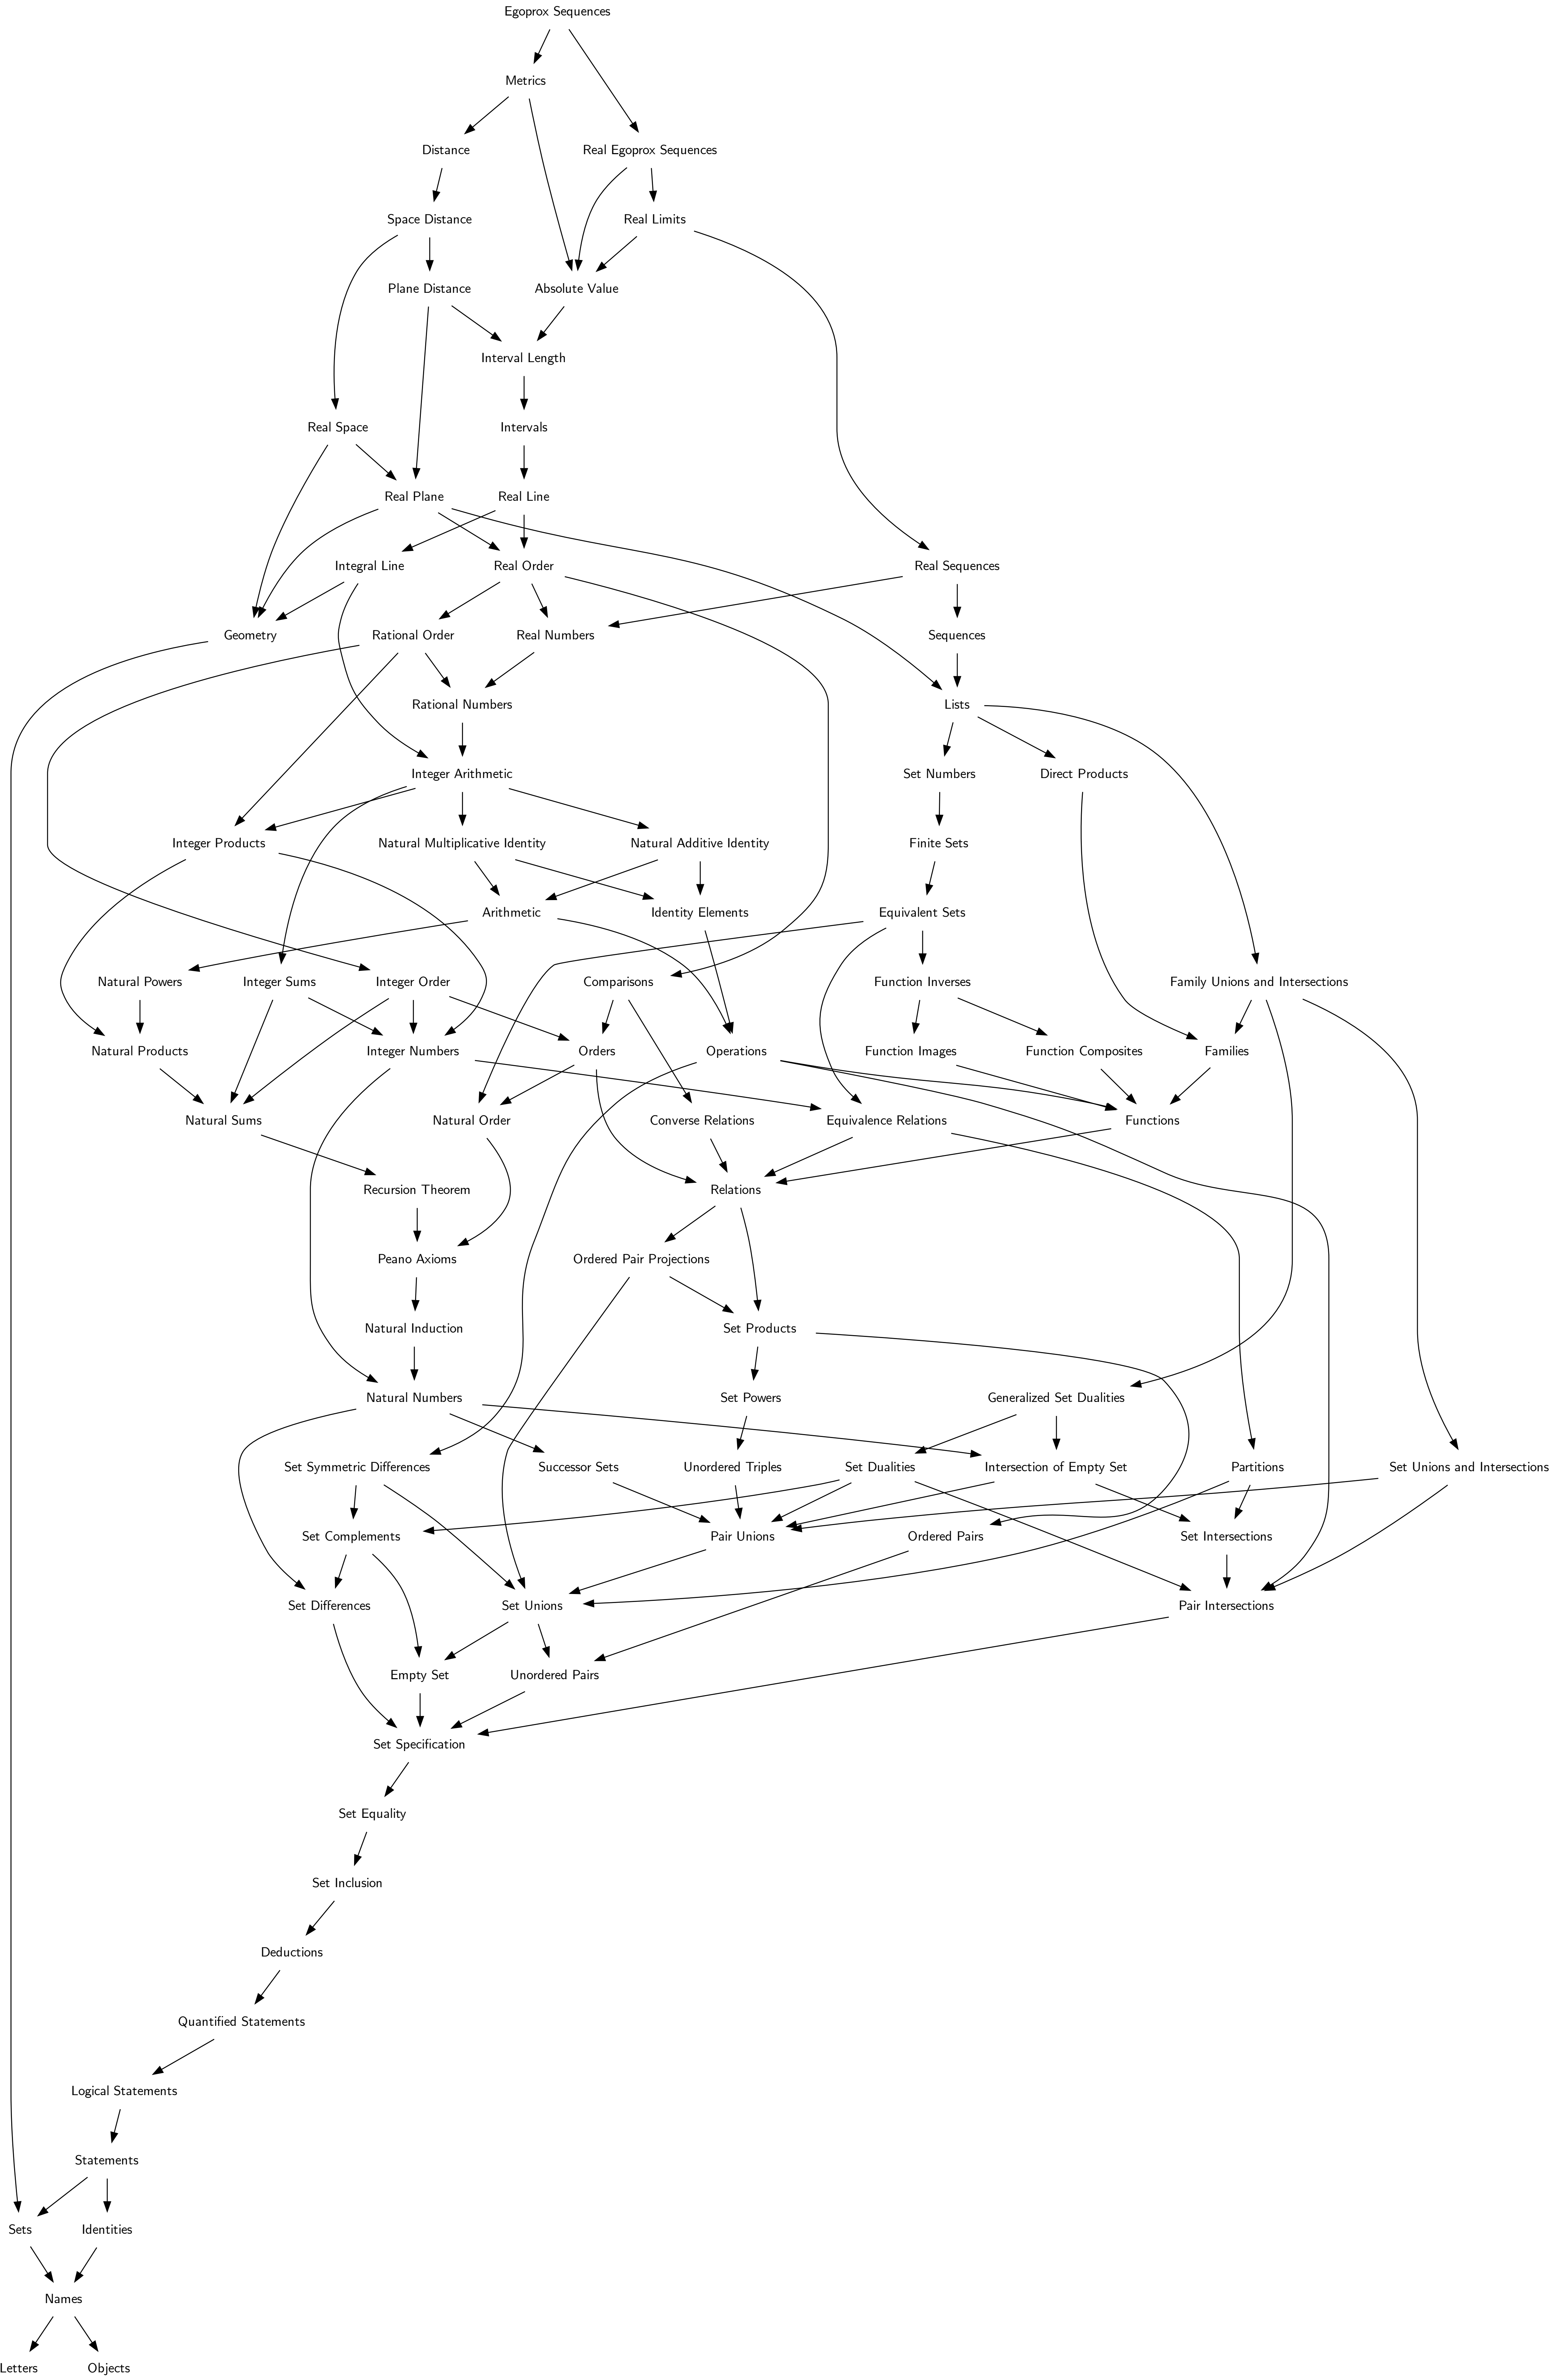 Egoprox Sequences
Metrics
Distance
Real Egoprox Sequences
Space Distance
Real Limits
Plane Distance
Absolute Value
Interval Length
Real Space
Intervals
Real Plane
Real Line
Integral Line
Real Order
Real Sequences
Geometry
Rational Order
Real Numbers
Sequences
Rational Numbers
Lists
Integer Arithmetic
Set Numbers
Direct Products
Integer Products
Natural Multiplicative Identity
Natural Additive Identity
Finite Sets
Arithmetic
Identity Elements
Equivalent Sets
Natural Powers
Integer Sums
Integer Order
Comparisons
Function Inverses
Family Unions and Intersections
Natural Products
Integer Numbers
Orders
Operations
Function Images
Function Composites
Families
Natural Sums
Natural Order
Converse Relations
Equivalence Relations
Functions
Recursion Theorem
Relations
Peano Axioms
Ordered Pair Projections
Natural Induction
Set Products
Natural Numbers
Set Powers
Generalized Set Dualities
Set Symmetric Differences
Successor Sets
Unordered Triples
Set Dualities
Intersection of Empty Set
Partitions
Set Unions and Intersections
Set Complements
Pair Unions
Ordered Pairs
Set Intersections
Set Differences
Set Unions
Pair Intersections
Empty Set
Unordered Pairs
Set Specification
Set Equality
Set Inclusion
Deductions
Quantified Statements
Logical Statements
Statements
Sets
Identities
Names
Letters
Objects